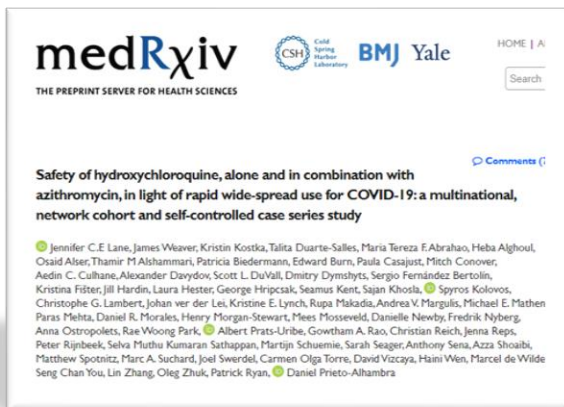 medRxiv
THE PREPRINT SERVER FOR HEALTH SCIENCES
CSH
Cold
Spring
Harbor
Laboratory
BMJ Yale
HOME |
Search
Comments
Safety of hydroxychloroquine, alone and in combination with
azithromycin, in light of rapid wide-spread use for COVID-19: a multinational,
network cohort and self-controlled case series study
Jennifer C.E Lane, James Weaver, Kristin Kostka, Talita Duarte-Salles, Maria Tereza F. Abrahao, Heba Alghoul,
Osaid Alser, Thamir M Alshammari, Patricia Biedermann, Edward Burn, Paula Casajust, Mitch Conover,
Aedin C. Culhane, Alexander Davydov, Scott L. DuVall, Dmitry Dymshyts, Sergio Fernández Bertolín,
Kristina Fišter, Jill Hardin, Laura Hester, George Hripcsak, Seamus Kent, Sajan Khosla, Spyros Kolovos,
Christophe G. Lambert, Johan ver der Lei, Kristine E. Lynch, Rupa Makadia, Andrea V. Margulis, Michael E. Mathen
Paras Mehta, Daniel R. Morales, Henry Morgan-Stewart, Mees Mosseveld, Danielle Newby, Fredrik Nyberg,
Anna Ostropolets, Rae Woong Park, Albert Prats-Uribe, Gowtham A. Rao, Christian Reich, Jenna Reps,
Peter Rijnbeek, Selva Muthu Kumaran Sathappan, Martijn Schuemie, Sarah Seager, Anthony Sena, Azza Shoaibi,
Matthew Spotnitz, Marc A. Suchard, Joel Swerdel, Carmen Olga Torre, David Vizcaya, Haini Wen, Marcel de Wilde
Seng Chan You, Lin Zhang, Oleg Zhuk, Patrick Ryan, Daniel Prieto-Alhambra